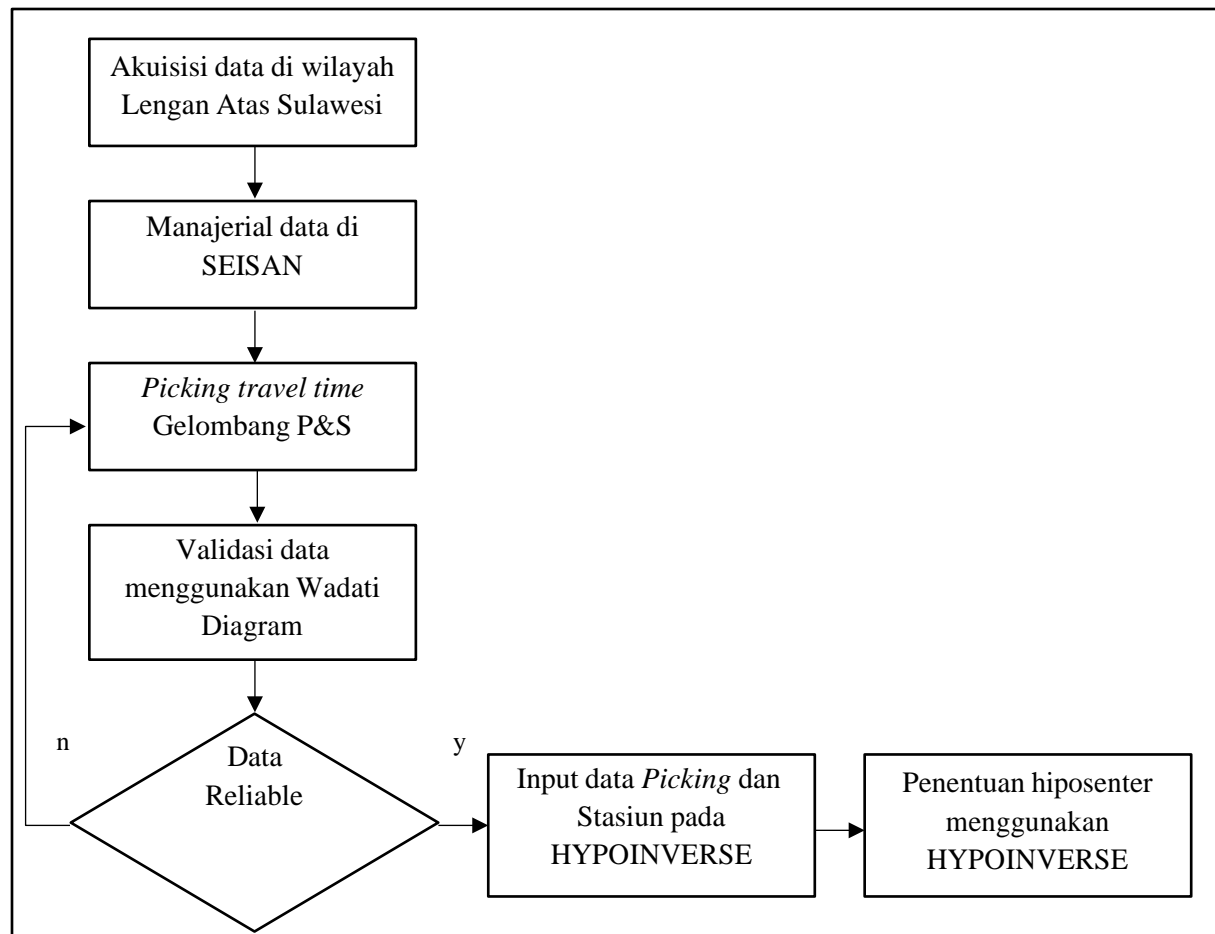 Akuisisi data di wilayah
Lengan Atas Sulawesi
Manajerial data di
SEISAN
Picking travel time
Gelombang P&S
Validasi data
menggunakan Wadati
Diagram
n
Data
Reliable
y
Input data Picking dan
Stasiun pada
HYPOINVERSE
Penentuan hiposenter
menggunakan
HYPOINVERSE